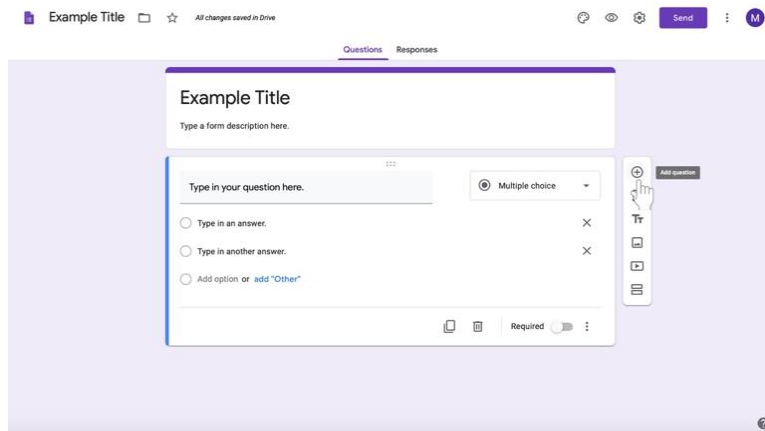 Example Title
All changes saved in Drive
Send
M
Questions
Responses
Example Title
Type a form description here.
Type in your question here.
Multiple choice
Add question
Type in an answer.
Tт
Type in another answer.
Add option or add "Other"
Required